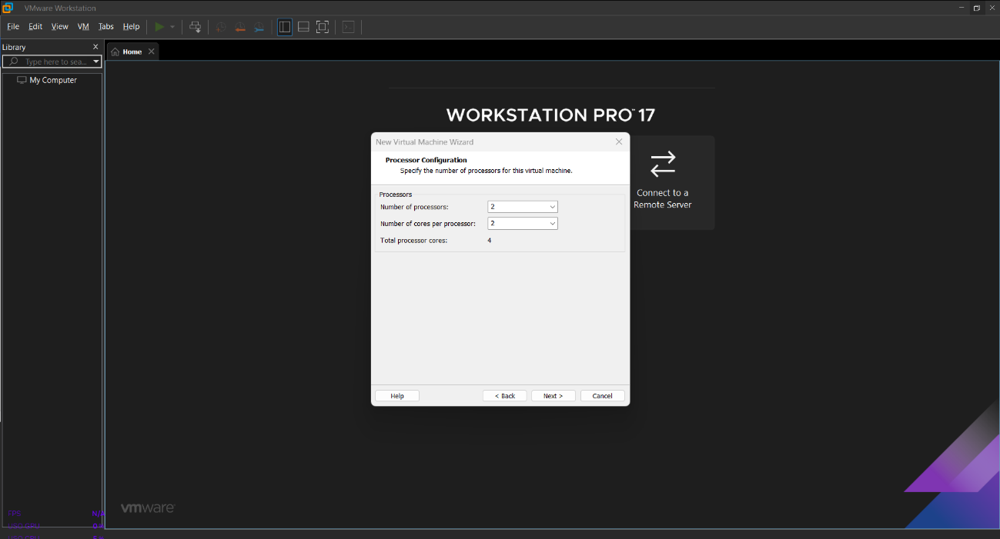 VMware Workstation
File Edit View VM Tabs Help
Library
Type here to sea...
My Computer
Home
WORKSTATION PRO™ 17
New Virtual Machine Wizard
Processor Configuration
Specify the number of processors for this virtual machine.
Processors
Number of processors: 2
Number of cores per processor: 2
Total processor cores: 4
Help < Back Next > Cancel
Connect to a
Remote Server
vmware
FPS N/A